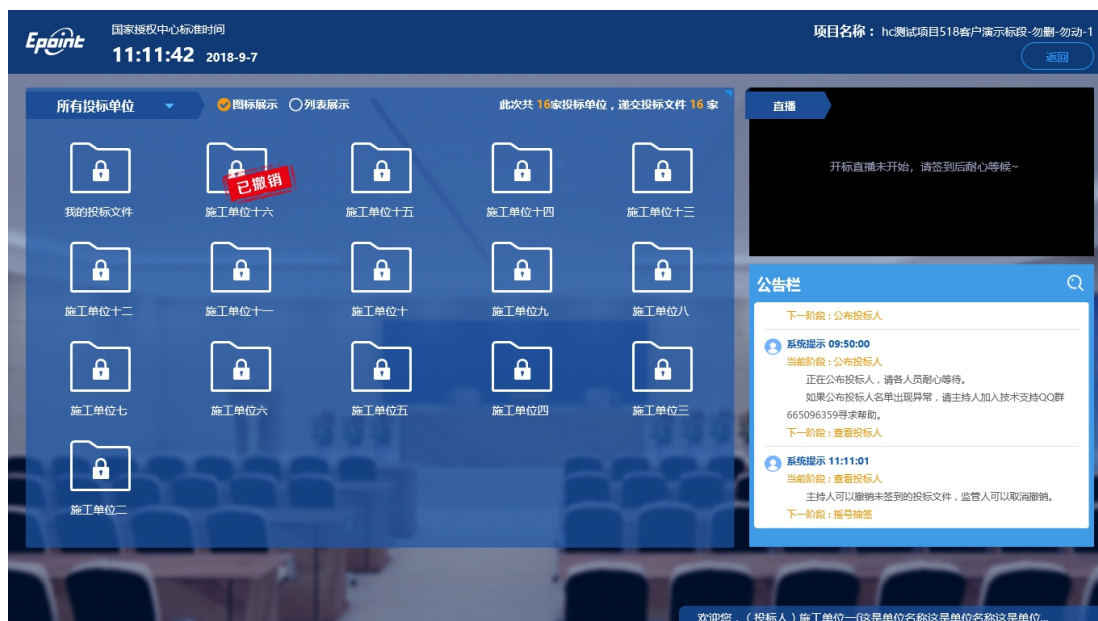 Epoint
国家授权中心标准时间
11:11:42 2018-9-7
项目名称：hc测试项目518客户演示标段-勿删-勿动-1
返回
所有投标单位
图标展示 列表展示
此次共 16家投标单位，递交投标文件 16 家
直播
开标直播未开始，请签到后耐心等候~
已撤销
我的投标文件 施工单位十六 施工单位十五 施工单位十四 施工单位十三
施工单位十二 施工单位十一 施工单位十 施工单位九 施工单位八
施工单位七 施工单位六 施工单位五 施工单位四 施工单位三
施工单位二
公告栏
下一阶段：公布投标人
系统提示 09:50:00
当前阶段：公布投标人
正在公布投标人，请各人员耐心等待。
如果公布投标人名单出现异常，请主持人加入技术支持QQ群
665096359寻求帮助。
下一阶段：查看投标人
系统提示 11:11:01
当前阶段：查看投标人
主持人可以撤销未签到的投标文件，监管人可以取消撤销。
下一阶段：摇号抽签
欢迎您，（投标人）施工单位一(这是单位名称这是单位名称这是单位...